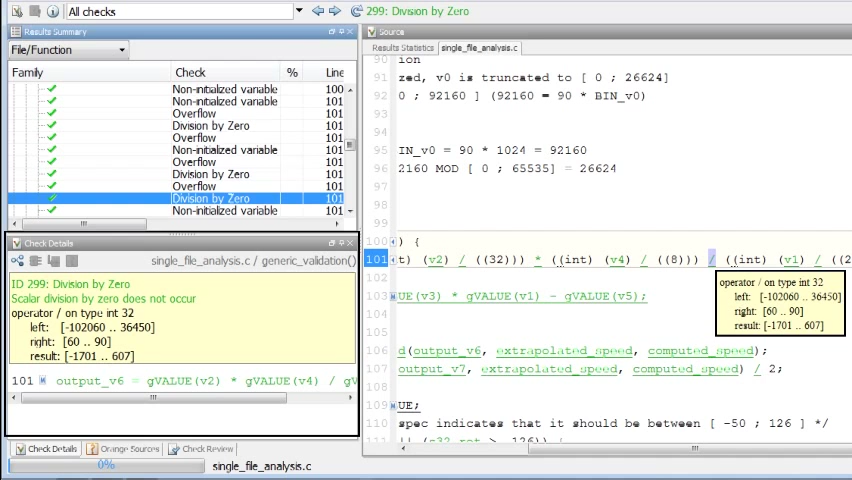 All checks
299: Division by Zero
Results Summary
File/Function
Family Check % Line
Non-initialized variable 100
Non-initialized variable 101
Overflow 101
Division by Zero 101
Overflow 101
Non-initialized variable 101
Overflow 101
Division by Zero 101
Overflow 101
Division by Zero 101
Non-initialized variable 101
Check Details
single_file_analysis.c / generic_validation()
ID 299: Division by Zero
Scalar division by zero does not occur
operator / on type int 32
left: [-102060 .. 36450]
right: [60 .. 90]
result: [-1701 .. 607]
101 output_v6 = gVALUE(v2) * gVALUE(v4) / gV
Check Details Orange Sources Check Review
0% single_file_analysis.c
Source
Results Statistics single_file_analysis.c
90 ion
91 zed, v0 is truncated to [ 0 ; 26624]
92 0 ; 92160 ] (92160 = 90 * BIN_v0)
93
94
95 IN_v0 = 90 * 1024 = 92160
96 2160 MOD [ 0 ; 65535] = 26624
97
98
99
100 ) {
101 t) (v2) / ((32))) * ((int) (v4) / ((8))) / ((int) (v1) / ((2
102
103 UE(v3) * gVALUE(v1) - gVALUE(v5);
104
105
106 d(output_v6, extrapolated_speed, computed_speed);
107 output_v7, extrapolated_speed, computed_speed) / 2;
108
109 UE;
110 spec indicates that it should be between [ -50 ; 126 ] */
operator / on type int 32
left: [-102060 .. 36450]
right: [60 .. 90]
result: [-1701 .. 607]